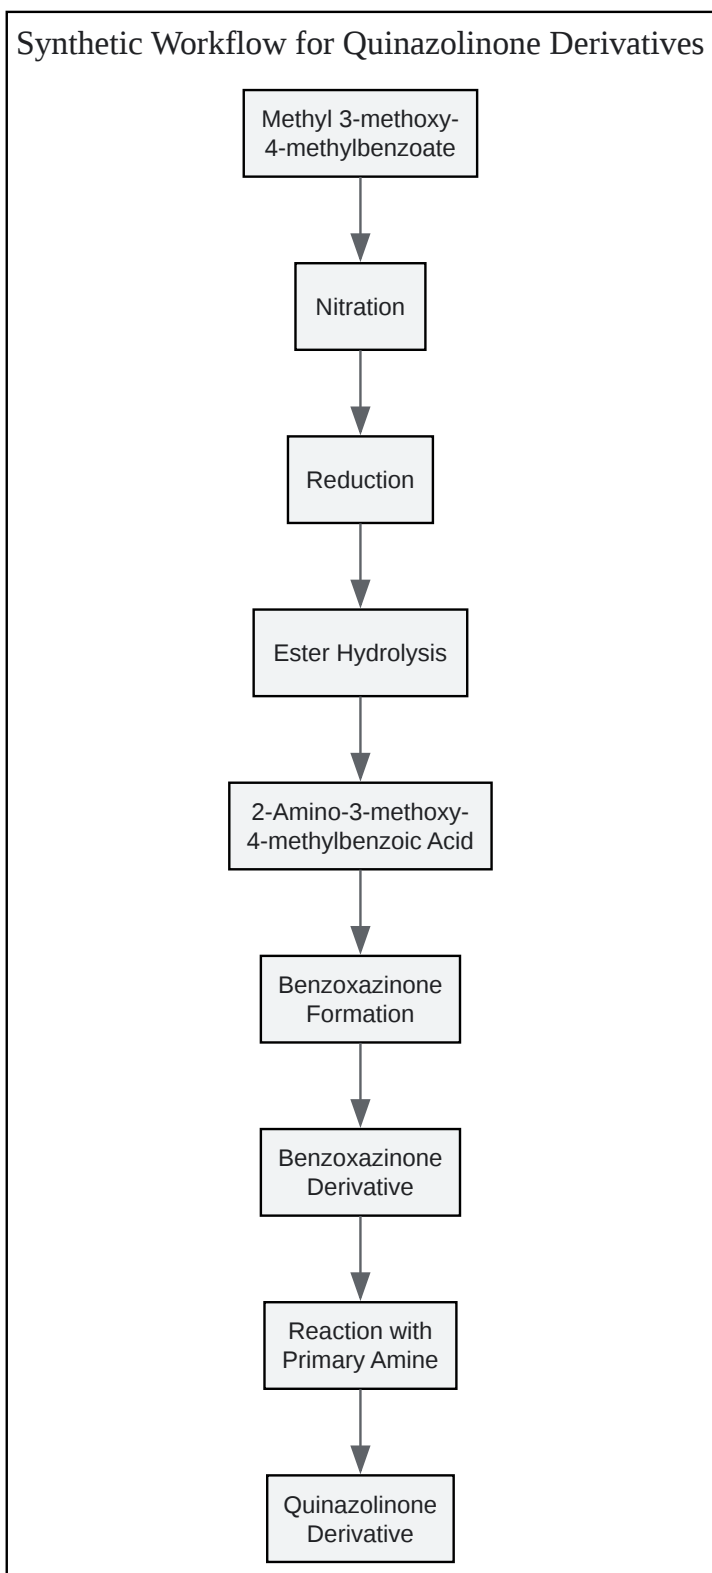 Synthetic Workflow for Quinazolinone Derivatives
Methyl 3-methoxy-
4-methylbenzoate
Nitration
Reduction
Ester Hydrolysis
2-Amino-3-methoxy-
4-methylbenzoic Acid
Benzoxazinone
Formation
Benzoxazinone
Derivative
Reaction with
Primary Amine
Quinazolinone
Derivative